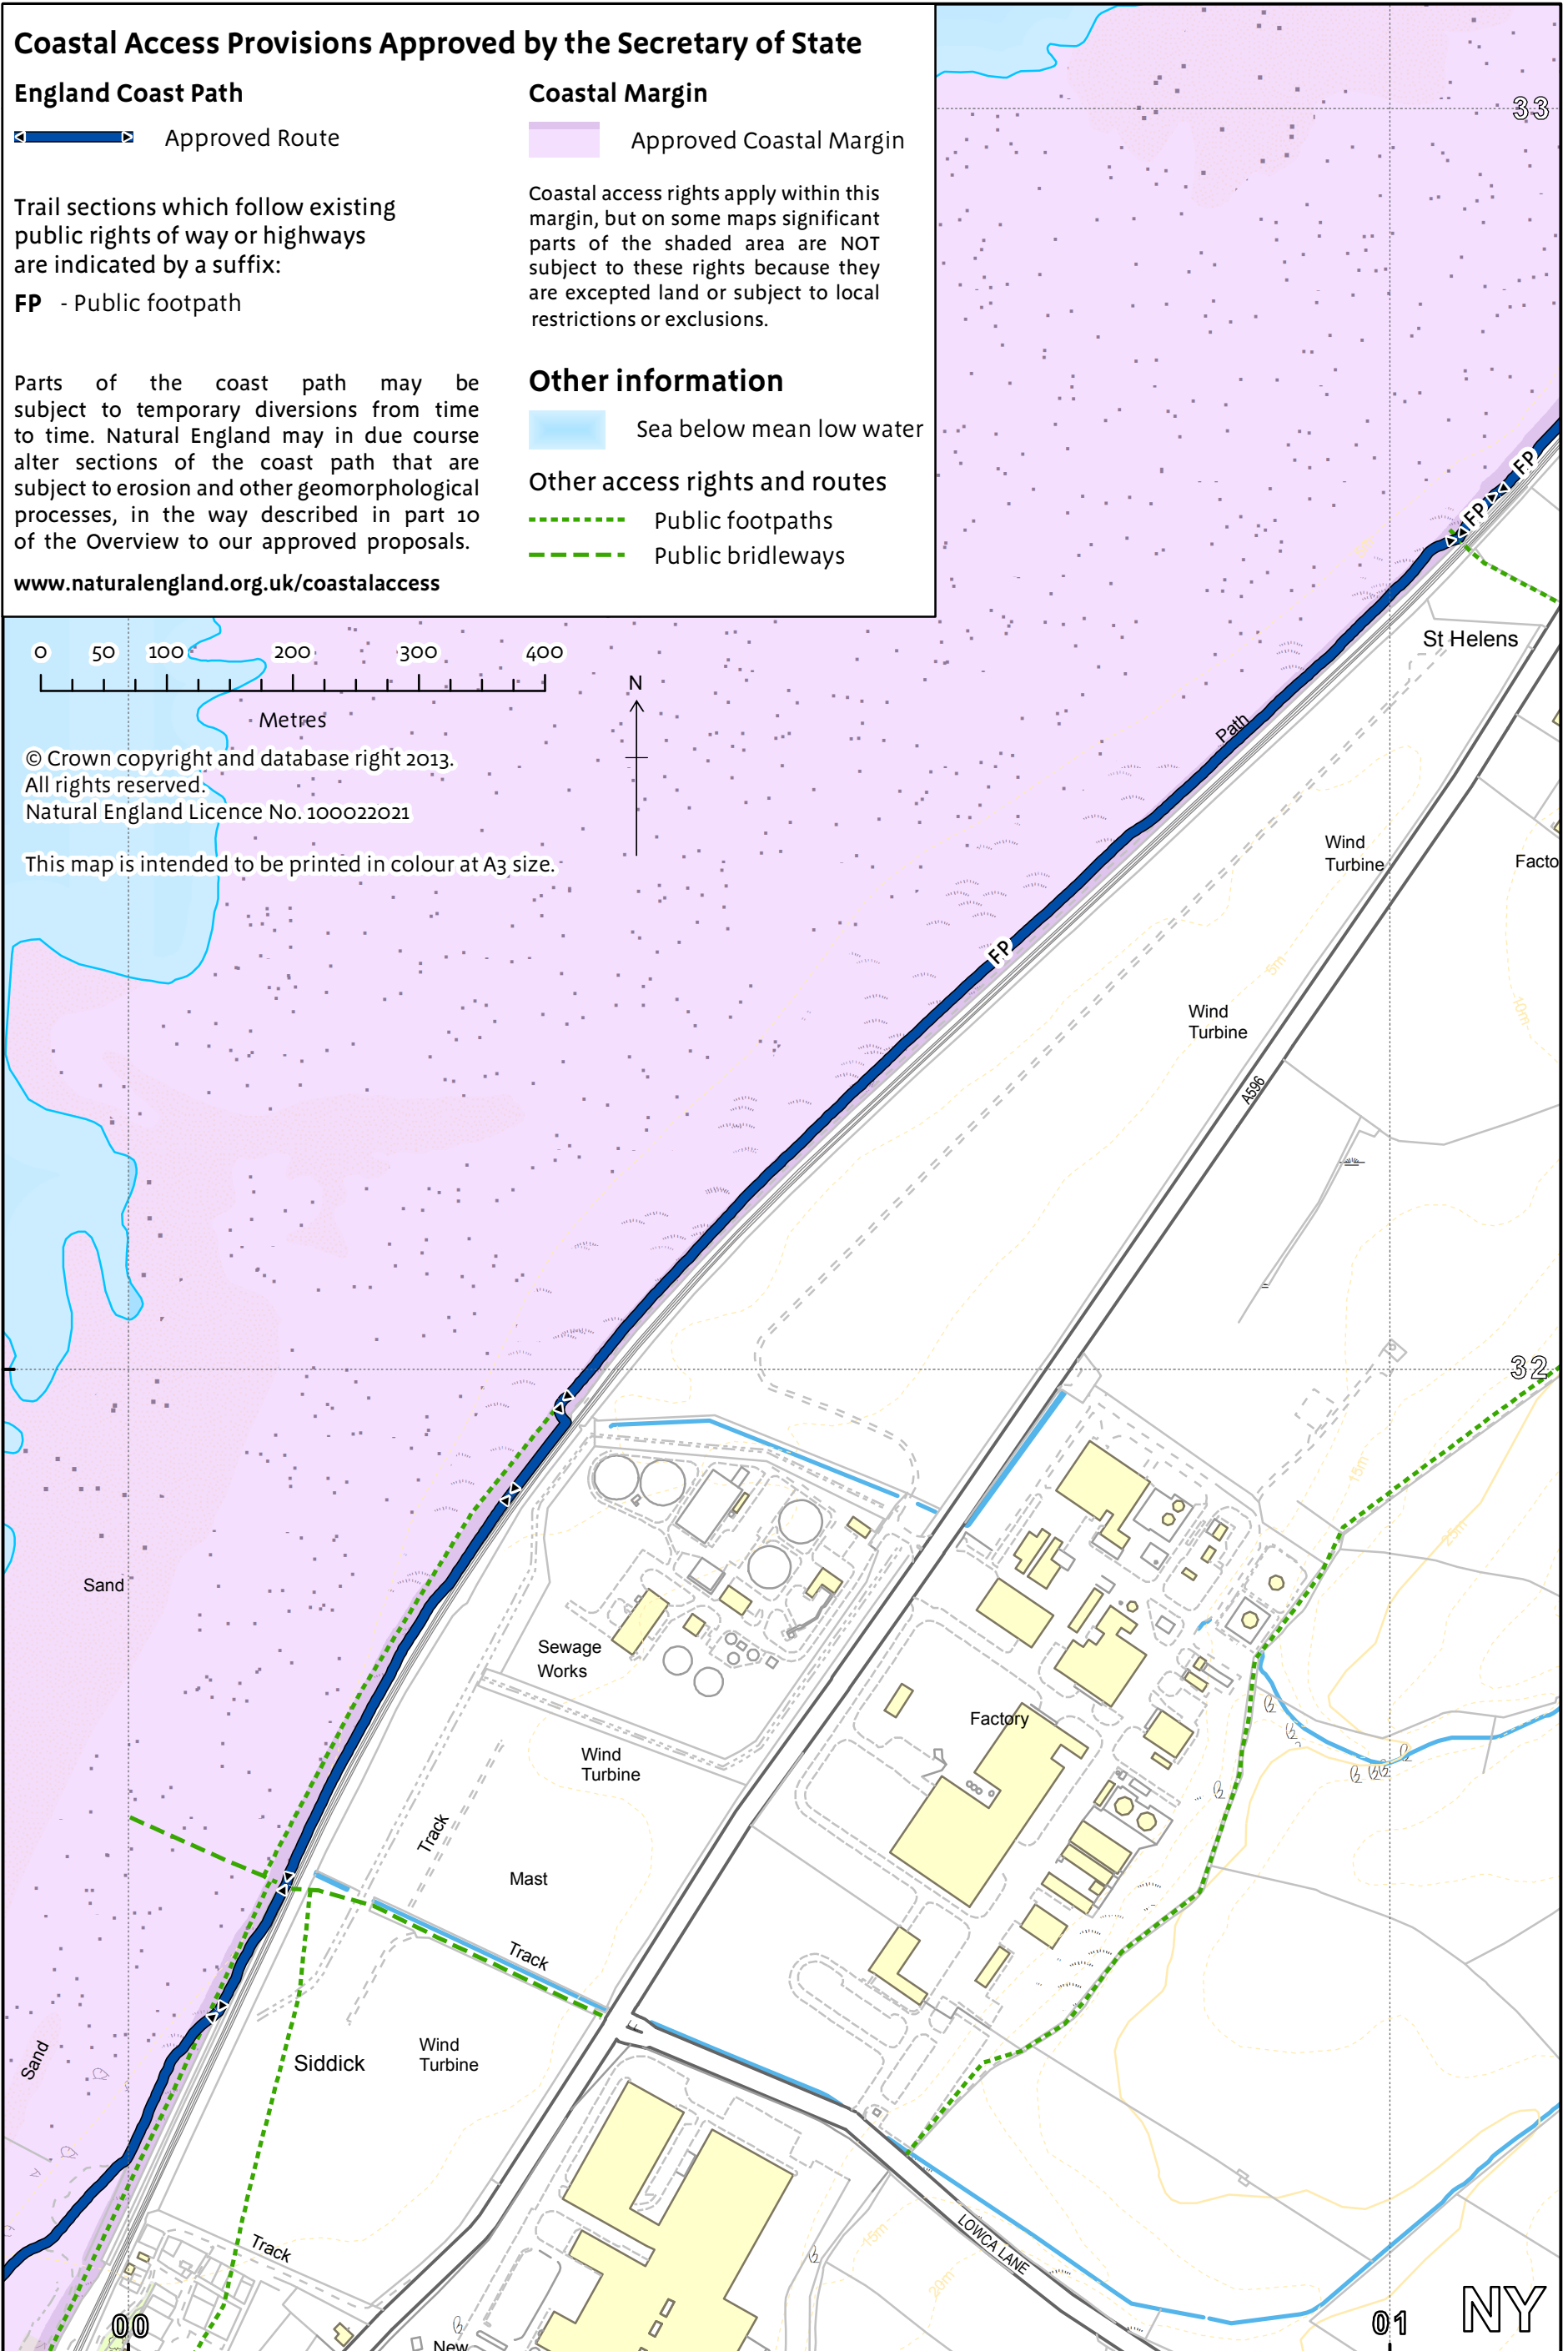 Coastal Access Provisions Approved by the Secretary of State
England Coast Path
Approved Route
Trail sections which follow existing
public rights of way or highways
are indicated by a suffix:
FP - Public footpath
Parts of the coast path may be
subject to temporary diversions from time
to time. Natural England may in due course
alter sections of the coast path that are
subject to erosion and other geomorphological
processes, in the way described in part 10
of the Overview to our approved proposals.
www.naturalengland.org.uk/coastalaccess
Coastal Margin
Approved Coastal Margin
Coastal access rights apply within this
margin, but on some maps significant
parts of the shaded area are NOT
subject to these rights because they
are excepted land or subject to local
restrictions or exclusions.
Other information
Sea below mean low water
Other access rights and routes
Public footpaths
Public bridleways
33
FP
FP
St Helens
0 50 100 200 300 400
Metres
N
© Crown copyright and database right 2013.
All rights reserved.
Natural England Licence No. 100022021
This map is intended to be printed in colour at A3 size.
Path
Wind
Turbine
Facto
FP
5m
Wind
Turbine
10m
A596
32
15m
25m
Sand
Sewage
Works
Factory
Wind
Turbine
Track
Mast
Track
Sand
Siddick
Wind
Turbine
Track
15m
20m
LOWCA LANE
00
New
01
NY